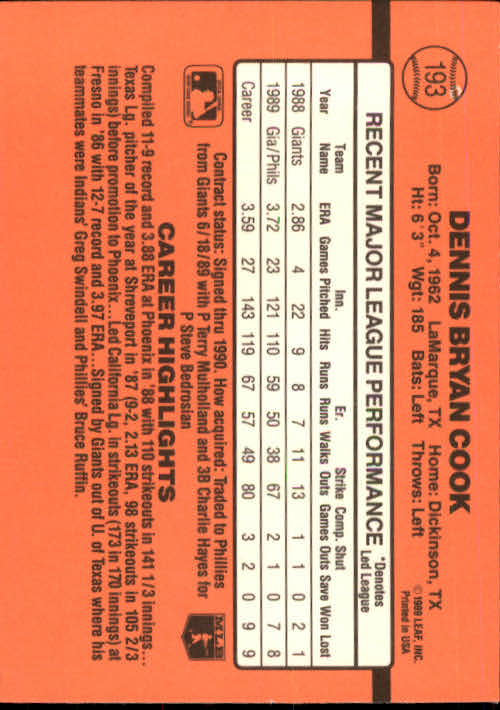 193
DENNIS BRYAN COOK
Born: Oct. 4, 1962 LaMarque, TX Home: Dickinson, TX
Ht: 6' 3" Wgt: 185 Bats: Left Throws: Left
© 1989 LEAF, INC.
Printed in USA
RECENT MAJOR LEAGUE PERFORMANCE *Denotes Led League
Year Team Name ERA Games Inn. Pitched Hits Runs Er. Runs Walks Strike Outs Comp. Games Shut Outs Save Won Lost
1988 Giants 2.86 4 22 9 8 7 11 13 1 1 0 2 1
1989 Gia/Phils 3.72 23 121 110 59 50 38 67 2 1 0 7 8
Career 3.59 27 143 119 67 57 49 80 3 2 0 9 9
Contract status: Signed thru 1990. How acquired: Traded to Phillies
from Giants 6/18/89 with P Terry Mulholland and 3B Charlie Hayes for
P Steve Bedrosian
MLB
CAREER HIGHLIGHTS
Compiled 11-9 record and 3.88 ERA at Phoenix in '88 with 110 strikeouts in 141 1/3 innings...
Texas Lg. pitcher of the year at Shreveport in '87 (9-2, 2.13 ERA, 98 strikeouts in 105 2/3
innings) before promotion to Phoenix... Led California Lg. in strikeouts (173 in 170 innings) at
Fresno in '86 with 12-7 record and 3.97 ERA...Signed by Giants out of U. of Texas where his
teammates were Indians' Greg Swindell and Phillies' Bruce Ruffin.